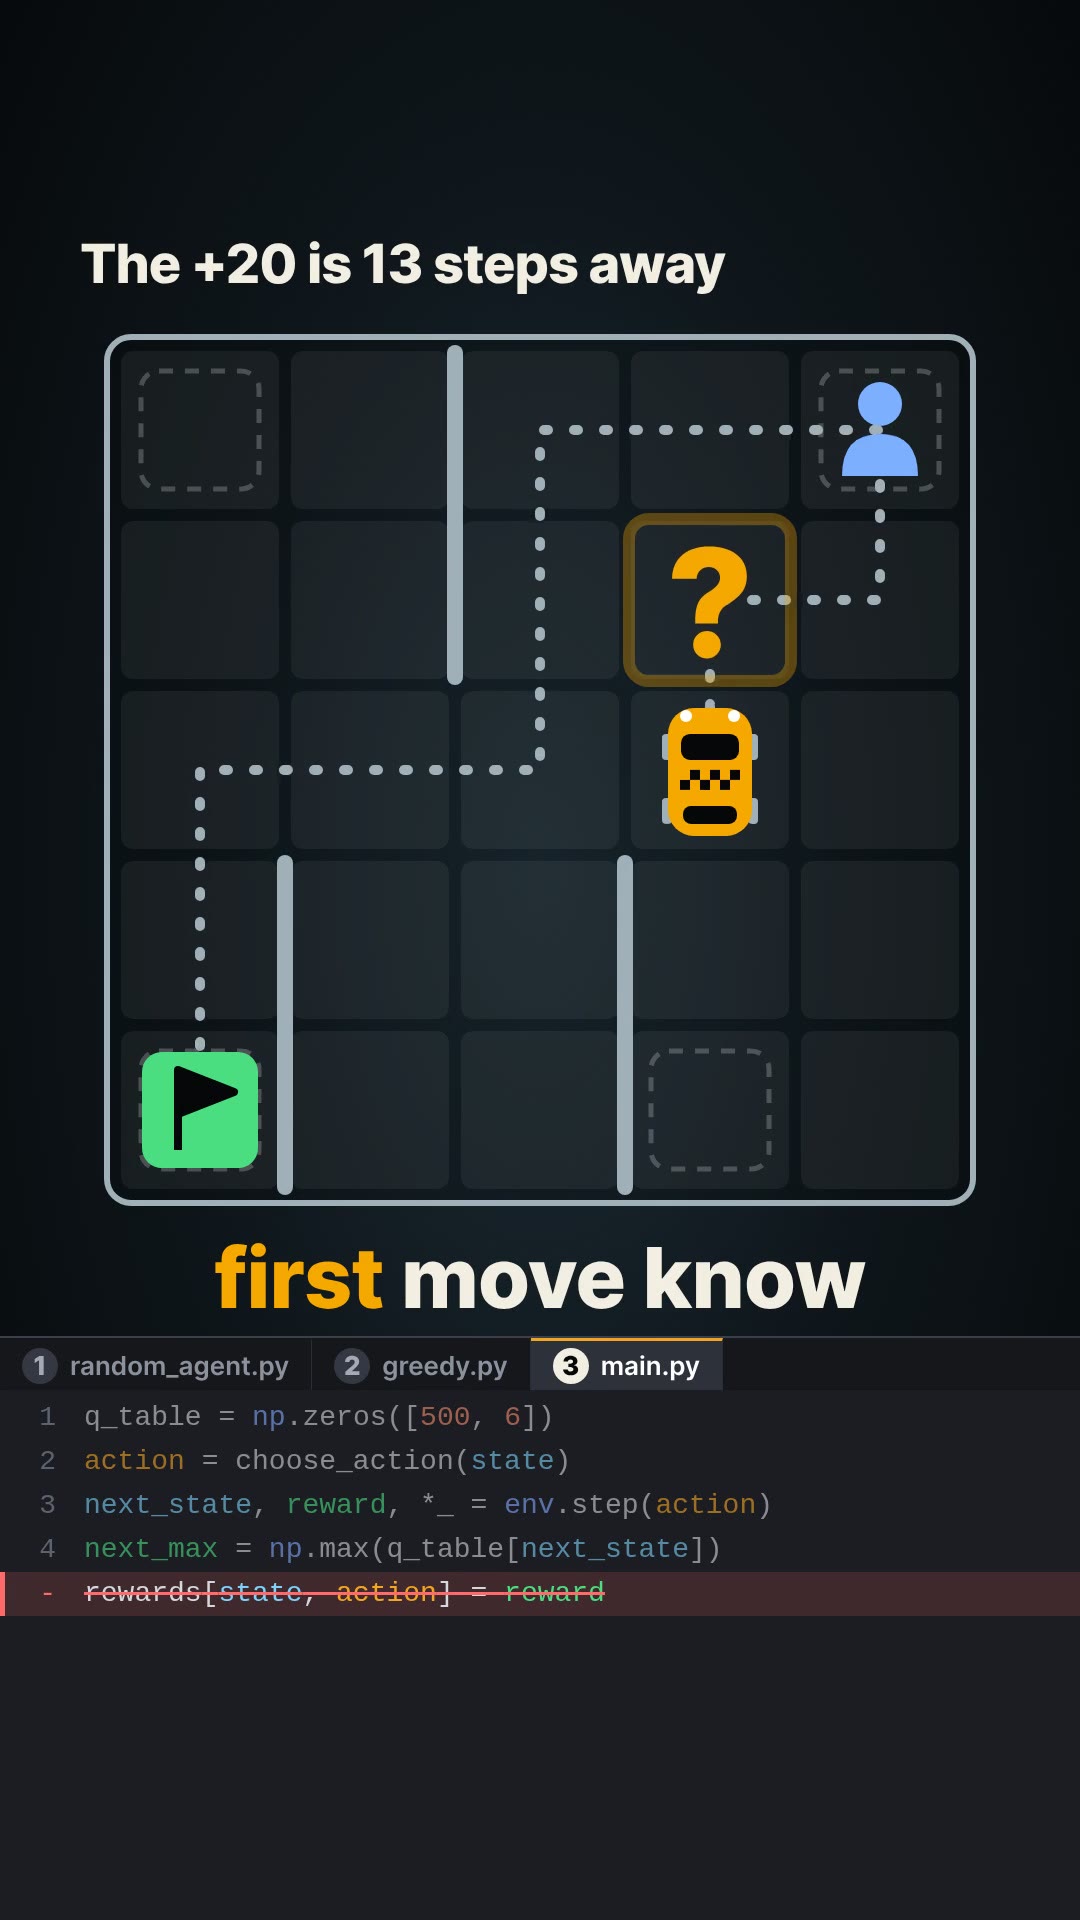 The +20 is 13 steps away
?
first move know
1 random_agent.py 2 greedy.py 3 main.py
1 q_table = np.zeros([500, 6])
2 action = choose_action(state)
3 next_state, reward, *_ = env.step(action)
4 next_max = np.max(q_table[next_state])
- rewards[state, action] = reward